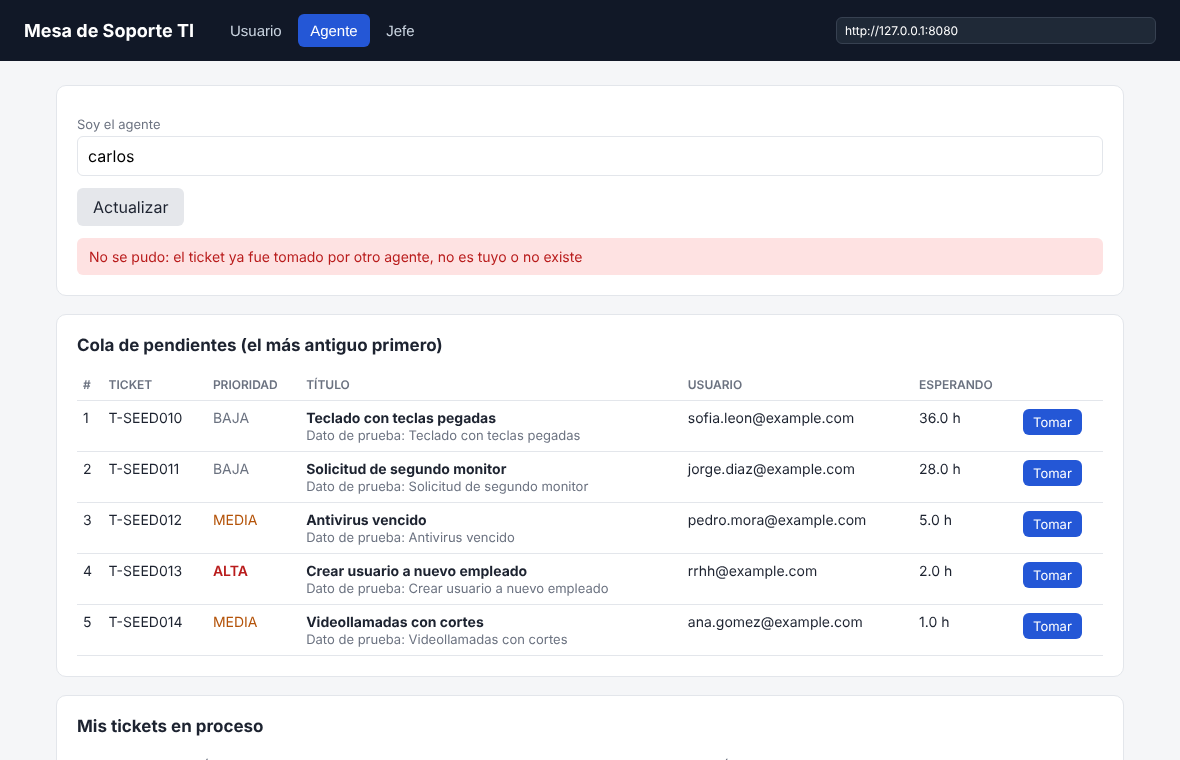 Mesa de Soporte TI Usuario Agente Jefe http://127.0.0.1:8080
Soy el agente
carlos
Actualizar
No se pudo: el ticket ya fue tomado por otro agente, no es tuyo o no existe
Cola de pendientes (el más antiguo primero)
# TICKET PRIORIDAD TÍTULO USUARIO ESPERANDO
1 T-SEED010 BAJA Teclado con teclas pegadas sofia.leon@example.com 36.0 h Tomar
Dato de prueba: Teclado con teclas pegadas
2 T-SEED011 BAJA Solicitud de segundo monitor jorge.diaz@example.com 28.0 h Tomar
Dato de prueba: Solicitud de segundo monitor
3 T-SEED012 MEDIA Antivirus vencido pedro.mora@example.com 5.0 h Tomar
Dato de prueba: Antivirus vencido
4 T-SEED013 ALTA Crear usuario a nuevo empleado rrhh@example.com 2.0 h Tomar
Dato de prueba: Crear usuario a nuevo empleado
5 T-SEED014 MEDIA Videollamadas con cortes ana.gomez@example.com 1.0 h Tomar
Dato de prueba: Videollamadas con cortes
Mis tickets en proceso